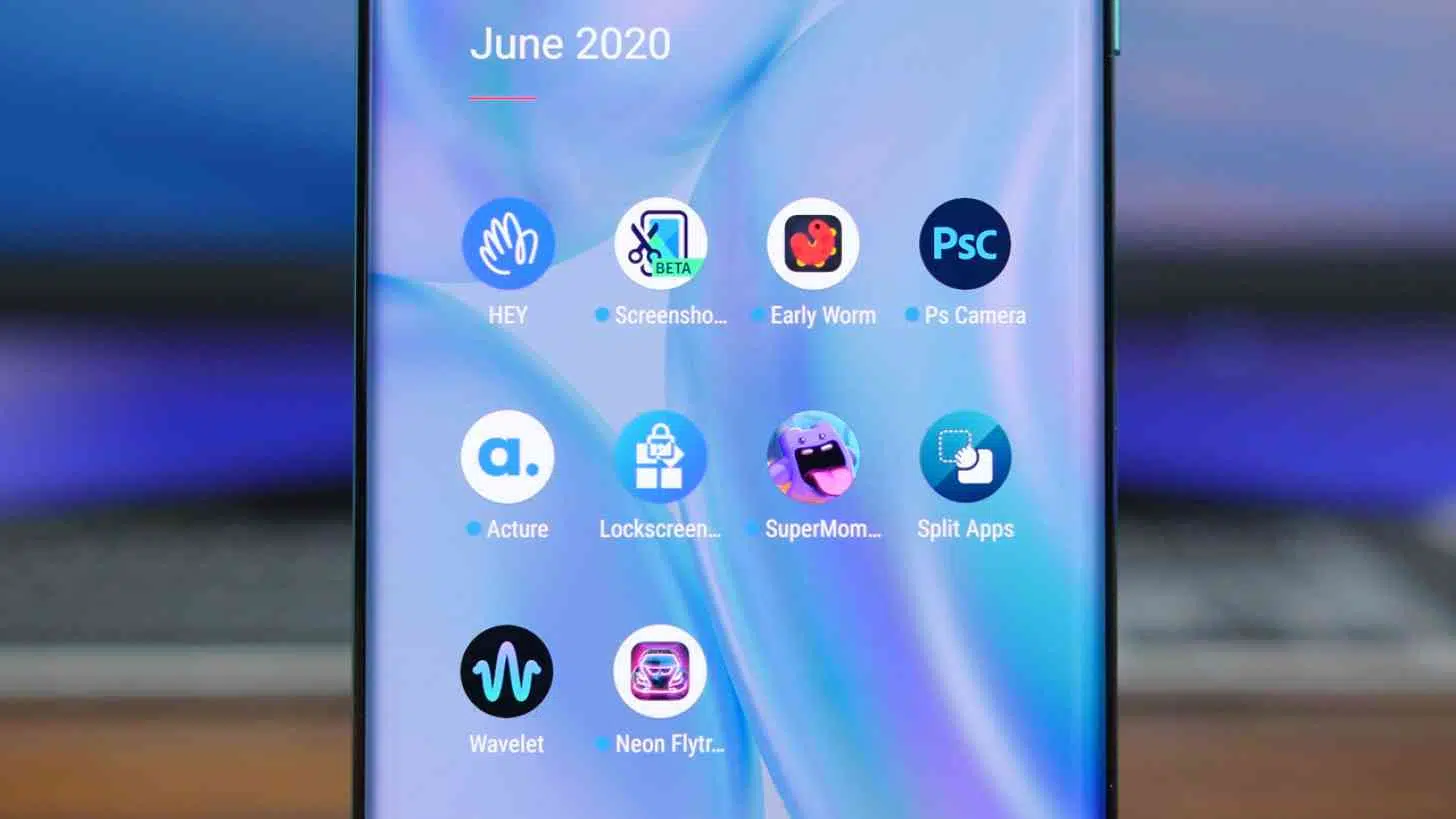 June 2020
BETA
PsC
HEY
Screensho...
Early Worm
Ps Camera
a.
Acture
Lockscreen...
SuperMom...
Split Apps
Wavelet
Neon Flytr...